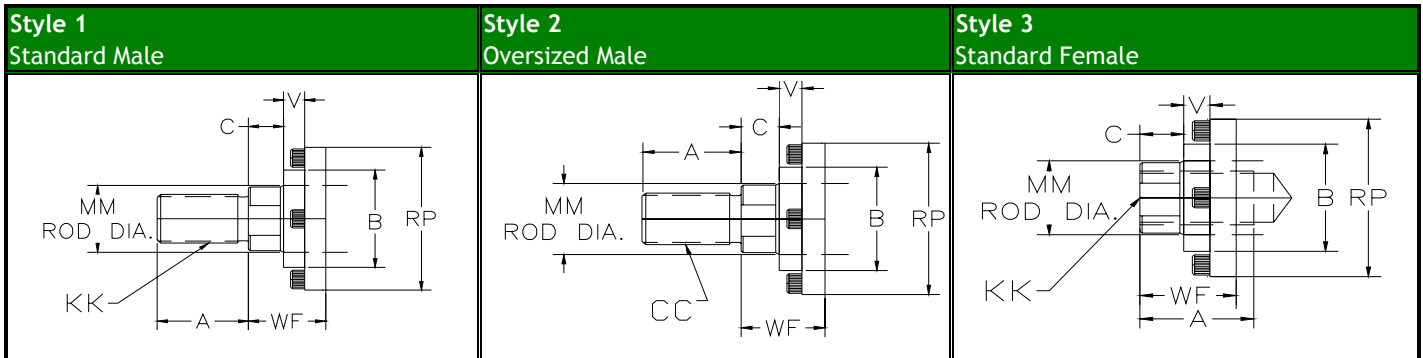 Style 1
Standard Male
Style 2
Oversized Male
Style 3
Standard Female
V
C
MM
ROD DIA.
B
RP
KK
A
WF
V
C
A
MM
ROD DIA.
B
RP
CC
WF
V
C
MM
ROD DIA.
B
RP
KK
WF
A